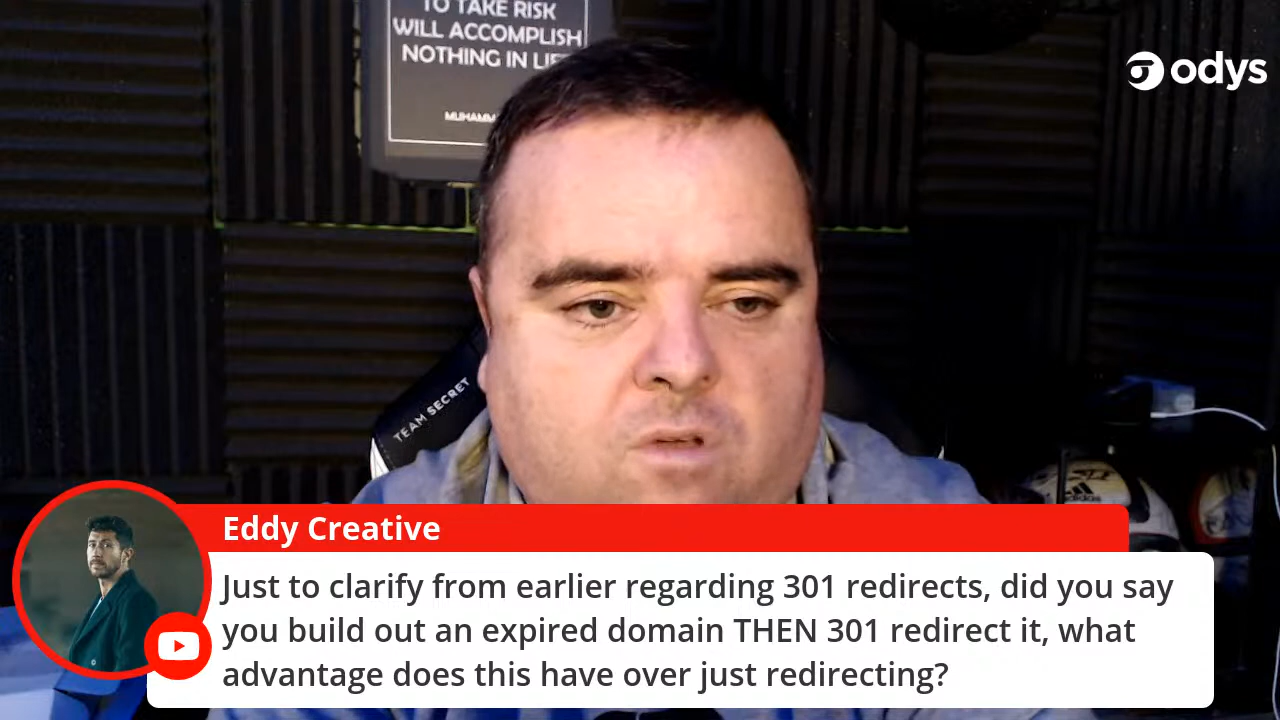 TO TAKE RISK
WILL ACCOMPLISH
NOTHING IN
odys
TEAM SECRET
Eddy Creative
Just to clarify from earlier regarding 301 redirects, did you say
you build out an expired domain THEN 301 redirect it, what
advantage does this have over just redirecting?